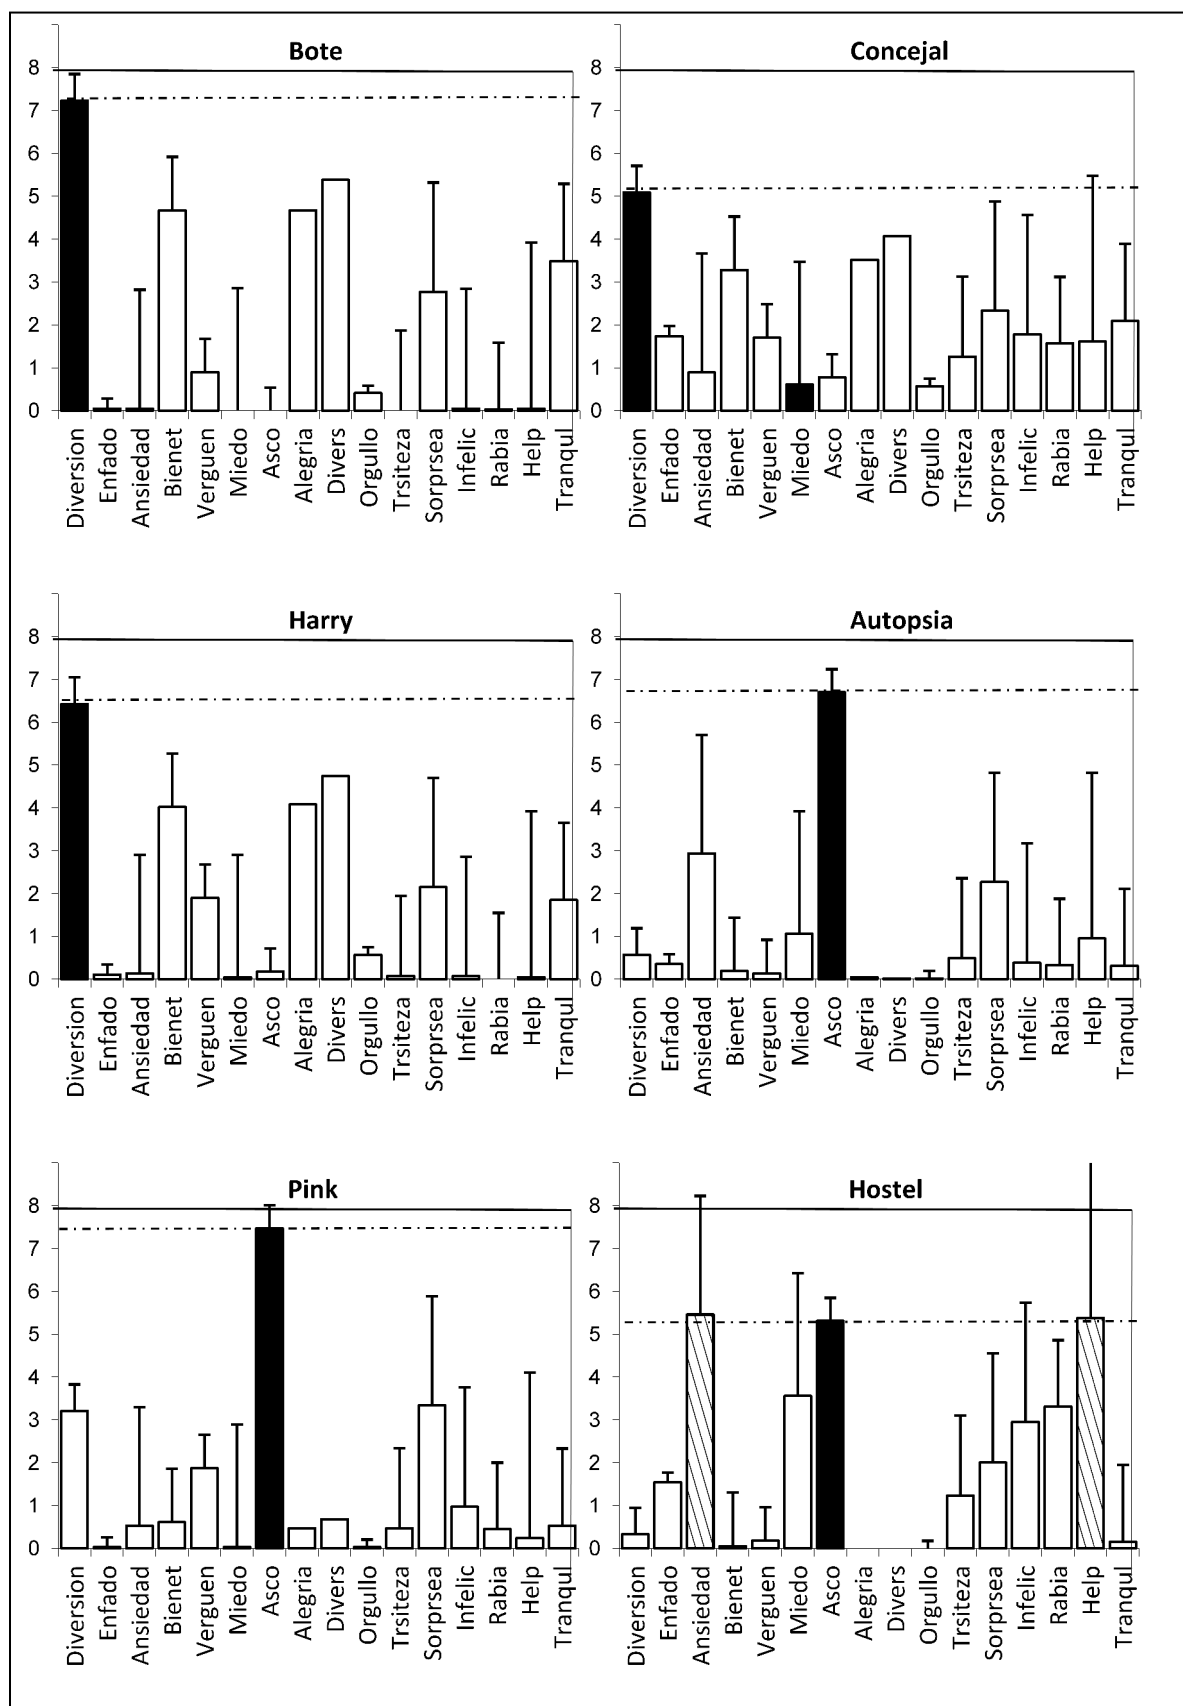 Bote
8
7
6
5
4
3
2
1
0
Diversion
Enfado
Ansiedad
Bienet
Verguen
Miedo
Asco
Alegria
Divers
Orgullo
Trsiteza
Sorprsea
Infelic
Rabia
Help
Tranqul
Concejal
8
7
6
5
4
3
2
1
0
Diversion
Enfado
Ansiedad
Bienet
Verguen
Miedo
Asco
Alegria
Divers
Orgullo
Trsiteza
Sorprsea
Infelic
Rabia
Help
Tranqul
Harry
8
7
6
5
4
3
2
1
0
Diversion
Enfado
Ansiedad
Bienet
Verguen
Miedo
Asco
Alegria
Divers
Orgullo
Trsiteza
Sorprsea
Infelic
Rabia
Help
Tranqul
Autopsia
8
7
6
5
4
3
2
1
0
Diversion
Enfado
Ansiedad
Bienet
Verguen
Miedo
Asco
Alegria
Divers
Orgullo
Trsiteza
Sorprsea
Infelic
Rabia
Help
Tranqul
Pink
8
7
6
5
4
3
2
1
0
Diversion
Enfado
Ansiedad
Bienet
Verguen
Miedo
Asco
Alegria
Divers
Orgullo
Trsiteza
Sorprsea
Infelic
Rabia
Help
Tranqul
Hostel
8
7
6
5
4
3
2
1
0
Diversion
Enfado
Ansiedad
Bienet
Verguen
Miedo
Asco
Alegria
Divers
Orgullo
Trsiteza
Sorprsea
Infelic
Rabia
Help
Tranqul